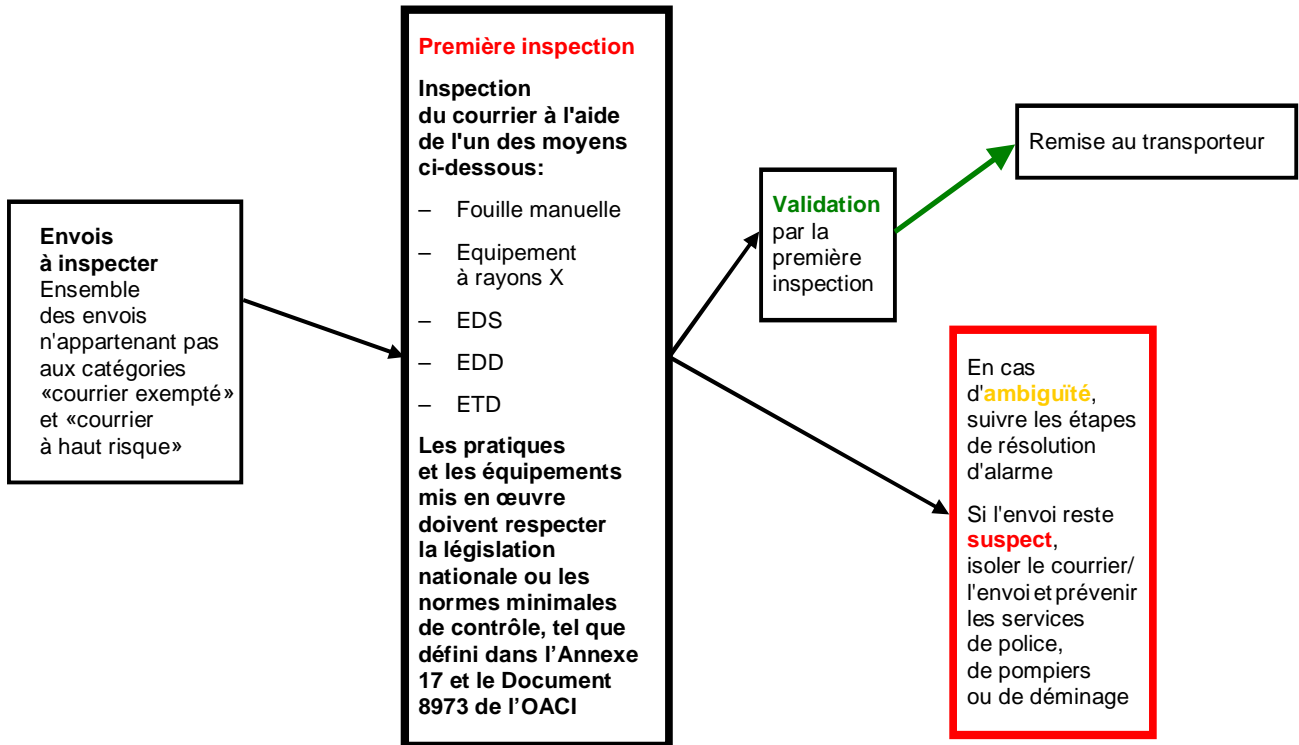 Envois
à inspecter
Ensemble
des envois
n'appartenant pas
aux catégories
«courrier exempté»
et «courrier
à haut risque»
Première inspection
Inspection
du courrier à l'aide
de l'un des moyens
ci-dessous:
– Fouille manuelle
– Equipement
à rayons X
– EDS
– EDD
– ETD
Les pratiques
et les équipements
mis en œuvre
doivent respecter
la législation
nationale ou les
normes minimales
de contrôle, tel que
défini dans l’Annexe
17 et le Document
8973 de l’OACI
Validation
par la
première
inspection
Remise au transporteur
En cas
d'ambiguïté,
suivre les étapes
de résolution
d'alarme
Si l'envoi reste
suspect,
isoler le courrier/
l'envoi et prévenir
les services
de police,
de pompiers
ou de déminage